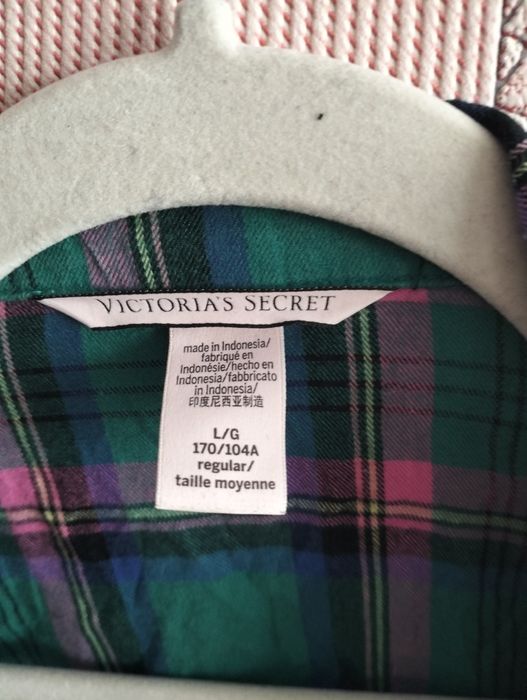 VICTORIA'S SECRET
made in Indonesia/
fabriqué en
Indonésie/hecho en
Indonesia/fabbricato
in Indonesia/
印度尼西亚制造
L/G
170/104A
regular/
taille moyenne